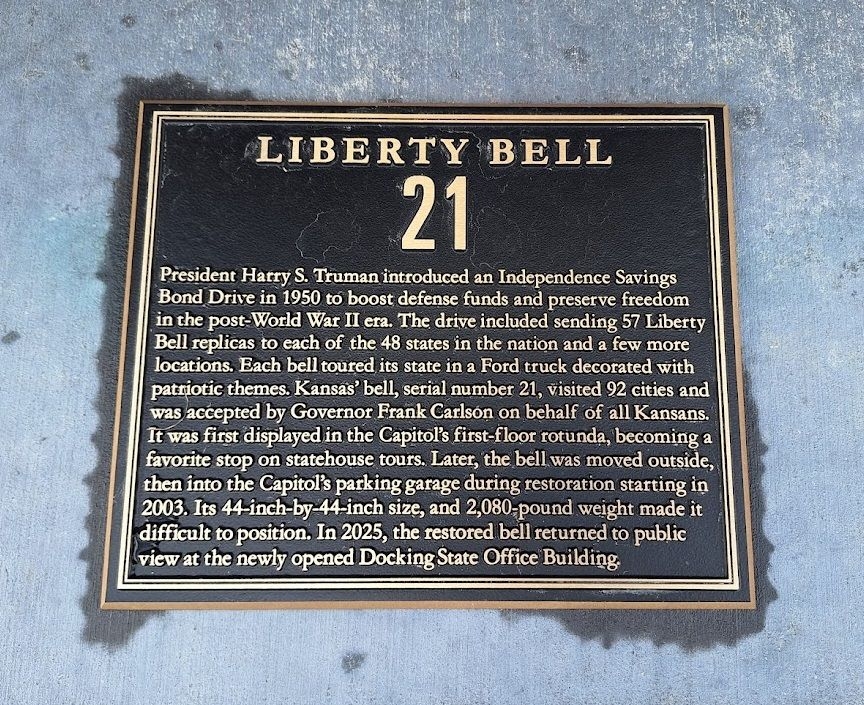 LIBERTY BELL
21
President Harry S. Truman introduced an Independence Savings
Bond Drive in 1950 to boost defense funds and preserve freedom
in the post-World War II era. The drive included sending 57 Liberty
Bell replicas to each of the 48 states in the nation and a few more
locations. Each bell toured its state in a Ford truck decorated with
patriotic themes. Kansas' bell, serial number 21, visited 92 cities and
was accepted by Governor Frank Carlson on behalf of all Kansans.
It was first displayed in the Capitol's first-floor rotunda, becoming a
favorite stop on statehouse tours. Later, the bell was moved outside,
then into the Capitol's parking garage during restoration starting in
2003. Its 44-inch-by-44-inch size, and 2,080-pound weight made it
difficult to position. In 2025, the restored bell returned to public
view at the newly opened Docking State Office Building.